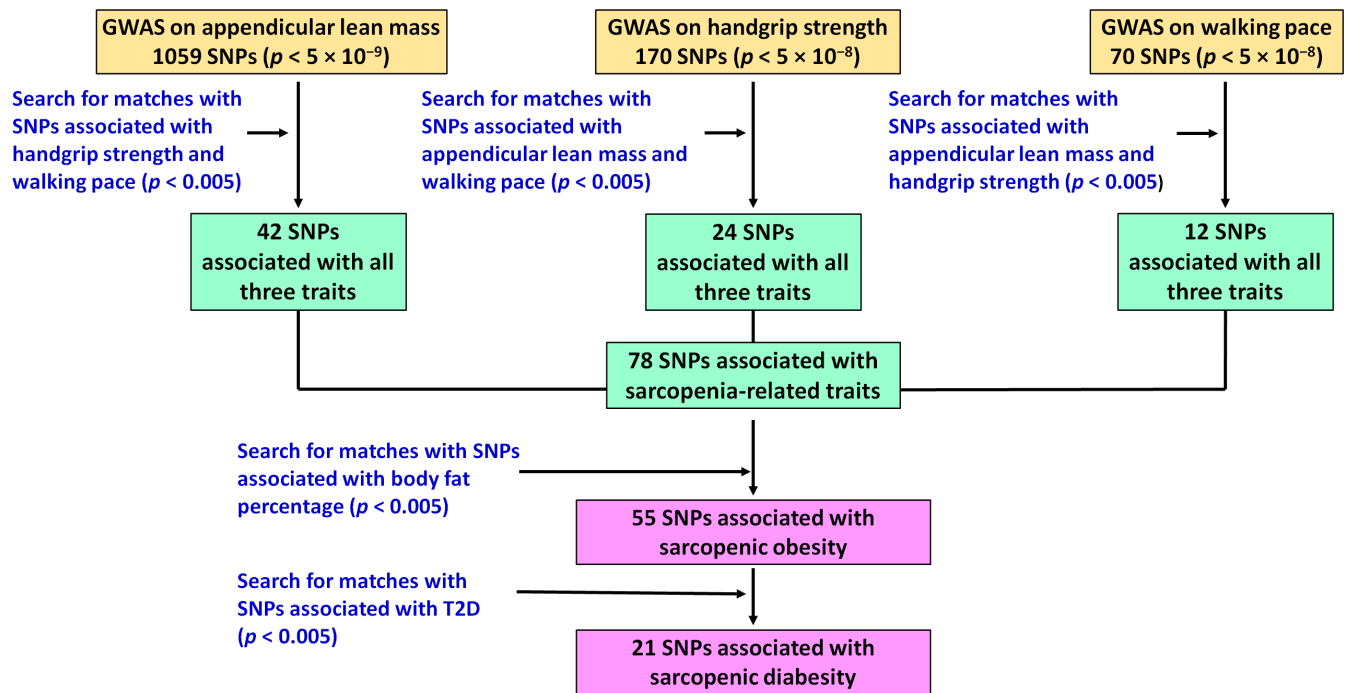 GWAS on appendicular lean mass
1059 SNPs (p < 5 × 10⁻⁹)
GWAS on handgrip strength
170 SNPs (p < 5 × 10⁻⁸)
GWAS on walking pace
70 SNPs (p < 5 × 10⁻⁸)
Search for matches with
SNPs associated with
handgrip strength and
walking pace (p < 0.005)
Search for matches with
SNPs associated with
appendicular lean mass and
walking pace (p < 0.005)
Search for matches with
SNPs associated with
appendicular lean mass and
handgrip strength (p < 0.005)
42 SNPs
associated with all
three traits
24 SNPs
associated with all
three traits
12 SNPs
associated with all
three traits
78 SNPs associated with
sarcopenia-related traits
Search for matches with SNPs
associated with body fat
percentage (p < 0.005)
55 SNPs associated with
sarcopenic obesity
Search for matches with
SNPs associated with T2D
(p < 0.005)
21 SNPs associated with
sarcopenic diabesity